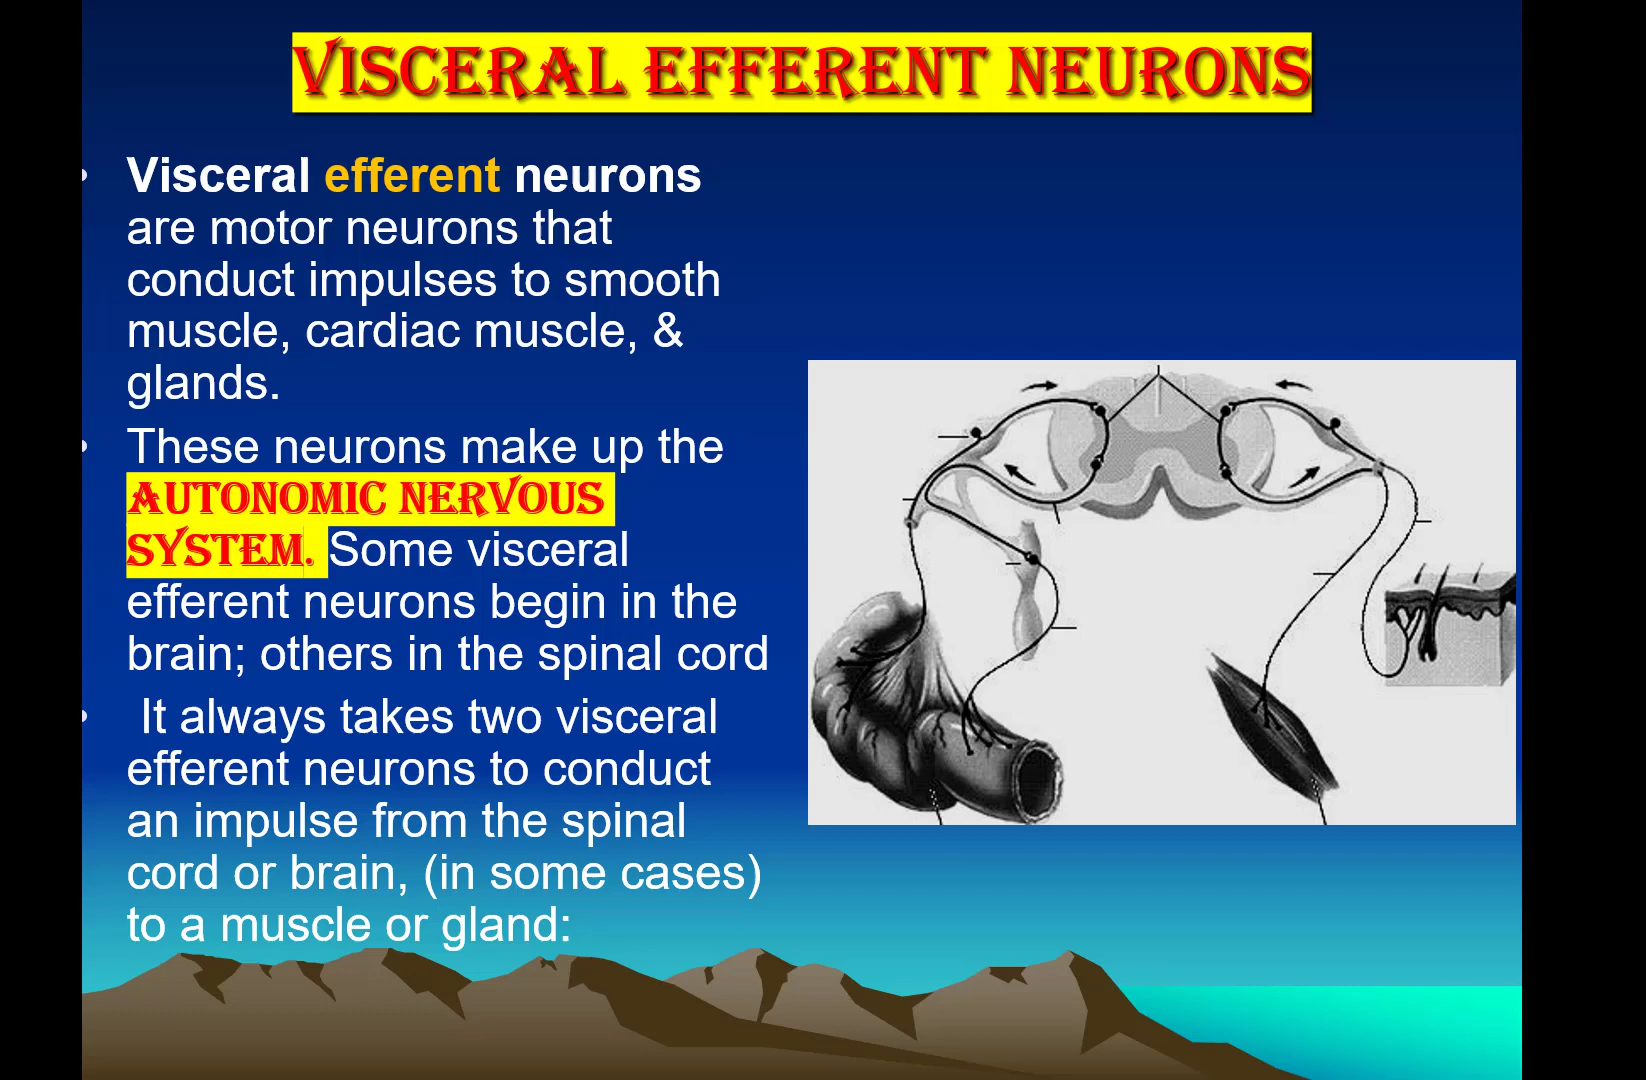 VISCERAL EFFERENT NEURONS
• Visceral efferent neurons
are motor neurons that
conduct impulses to smooth
muscle, cardiac muscle, &
glands.
• These neurons make up the
AUTONOMIC NERVOUS
SYSTEM. Some visceral
efferent neurons begin in the
brain; others in the spinal cord
• It always takes two visceral
efferent neurons to conduct
an impulse from the spinal
cord or brain, (in some cases)
to a muscle or gland: